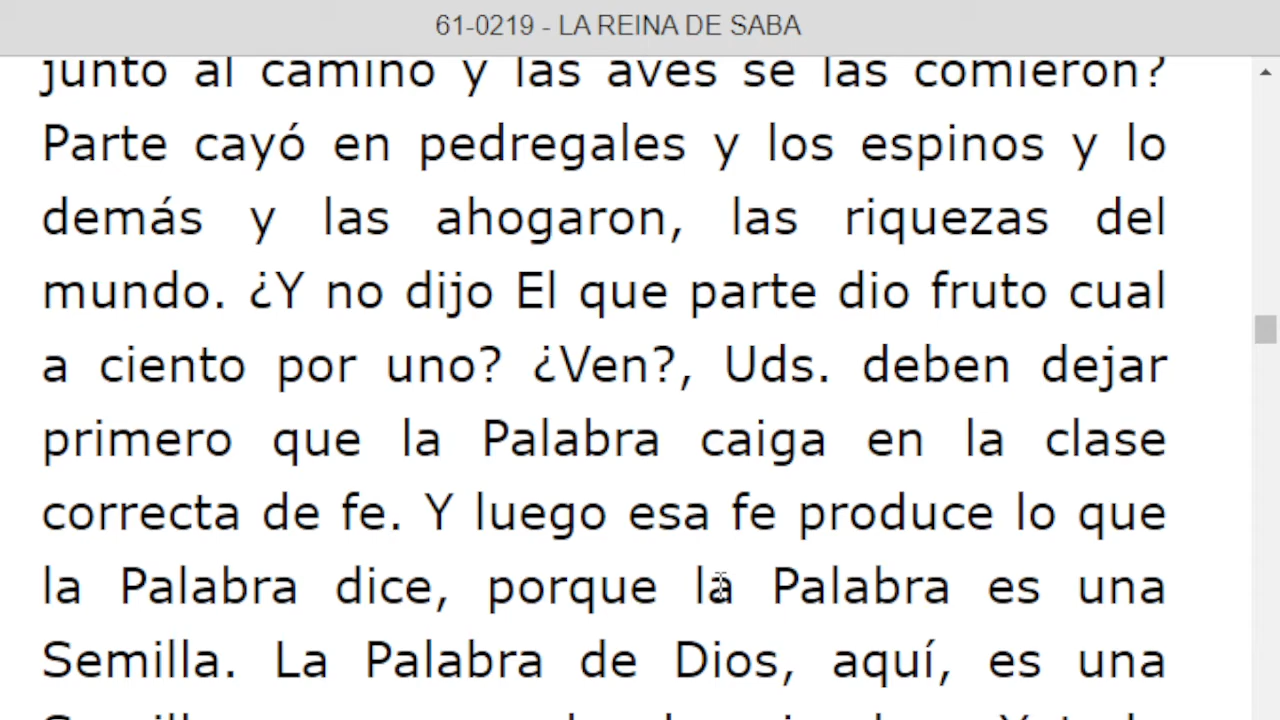 61-0219 - LA REINA DE SABA
junto al camino y las aves se las comieron?
Parte cayó en pedregales y los espinos y lo
demás y las ahogaron, las riquezas del
mundo. ¿Y no dijo El que parte dio fruto cual
a ciento por uno? ¿Ven?, Uds. deben dejar
primero que la Palabra caiga en la clase
correcta de fe. Y luego esa fe produce lo que
la Palabra dice, porque la Palabra es una
Semilla. La Palabra de Dios, aquí, es una